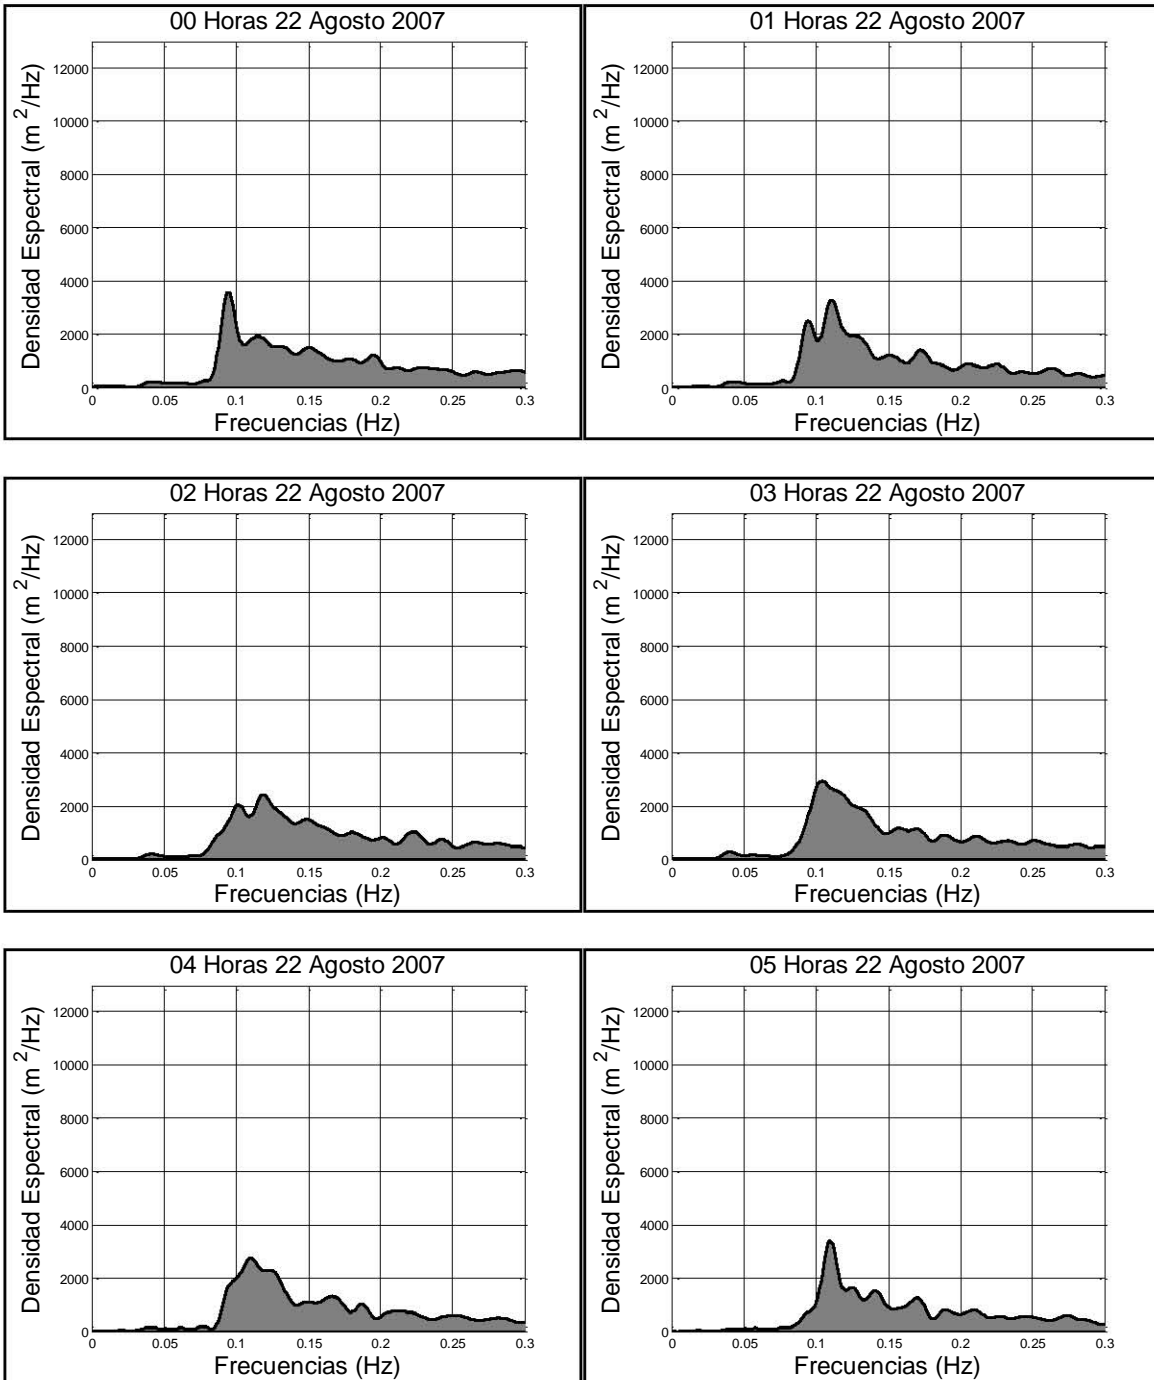 00 Horas 22 Agosto 2007
Densidad Espectral (m ²/Hz)
12000
10000
8000
6000
4000
2000
0
0 0.05 0.1 0.15 0.2 0.25 0.3
Frecuencias (Hz)
01 Horas 22 Agosto 2007
Densidad Espectral (m ²/Hz)
12000
10000
8000
6000
4000
2000
0
0 0.05 0.1 0.15 0.2 0.25 0.3
Frecuencias (Hz)
02 Horas 22 Agosto 2007
Densidad Espectral (m ²/Hz)
12000
10000
8000
6000
4000
2000
0
0 0.05 0.1 0.15 0.2 0.25 0.3
Frecuencias (Hz)
03 Horas 22 Agosto 2007
Densidad Espectral (m ²/Hz)
12000
10000
8000
6000
4000
2000
0
0 0.05 0.1 0.15 0.2 0.25 0.3
Frecuencias (Hz)
04 Horas 22 Agosto 2007
Densidad Espectral (m ²/Hz)
12000
10000
8000
6000
4000
2000
0
0 0.05 0.1 0.15 0.2 0.25 0.3
Frecuencias (Hz)
05 Horas 22 Agosto 2007
Densidad Espectral (m ²/Hz)
12000
10000
8000
6000
4000
2000
0
0 0.05 0.1 0.15 0.2 0.25 0.3
Frecuencias (Hz)